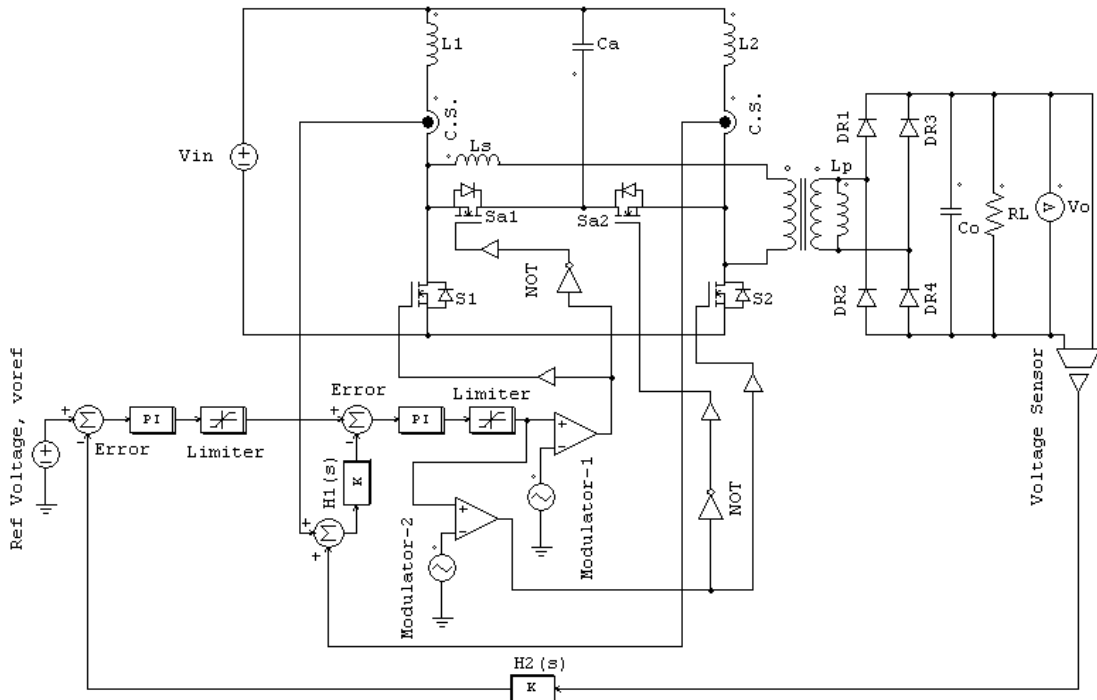 L1
Ca
L2
C.S.
C.S.
Vin
Ls
Lp
DR1
DR3
Sa1
Sa2
Co
RL
V
Vo
NOT
S1
S2
DR2
DR4
Ref Voltage, voref
Error
PI
Limiter
Error
PI
Limiter
H1(s)
K
Modulator-1
Modulator-2
NOT
Voltage Sensor
H2(s)
K